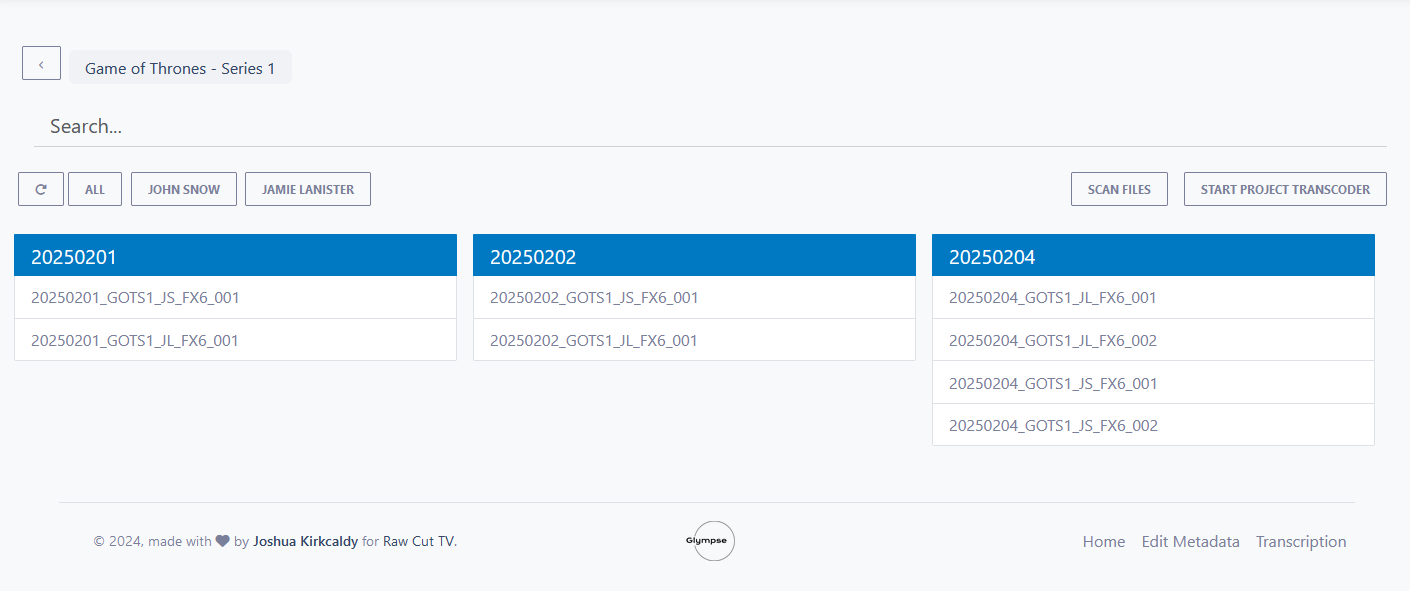 Game of Thrones - Series 1
Search...
ALL
JOHN SNOW
JAMIE LANISTER
SCAN FILES
START PROJECT TRANSCODER
20250201
20250201_GOTS1_JS_FX6_001
20250201_GOTS1_JL_FX6_001
20250202
20250202_GOTS1_JS_FX6_001
20250202_GOTS1_JL_FX6_001
20250204
20250204_GOTS1_JL_FX6_001
20250204_GOTS1_JL_FX6_002
20250204_GOTS1_JS_FX6_001
20250204_GOTS1_JS_FX6_002
© 2024, made with ♥ by Joshua Kirkcaldy for Raw Cut TV.
Glympse
Home
Edit Metadata
Transcription